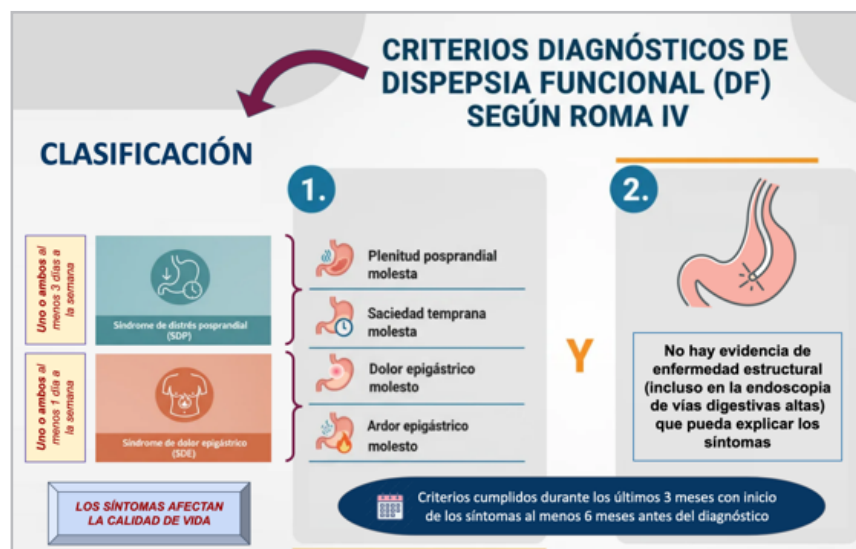 CRITERIOS DIAGNÓSTICOS DE
DISPEPSIA FUNCIONAL (DF)
SEGÚN ROMA IV
CLASIFICACIÓN
1.
2.
Uno o ambos al
menos 3 días a
la semana
Síndrome de distrés posprandial
(SDP)
Plenitud posprandial
molesta
Saciedad temprana
molesta
Uno o ambos al
menos 1 día a
la semana
Síndrome de dolor epigástrico
(SDE)
Dolor epigástrico
molesto
Ardor epigástrico
molesto
Y
No hay evidencia de
enfermedad estructural
(incluso en la endoscopia
de vías digestivas altas)
que pueda explicar los
síntomas
LOS SÍNTOMAS AFECTAN
LA CALIDAD DE VIDA
Criterios cumplidos durante los últimos 3 meses con inicio
de los síntomas al menos 6 meses antes del diagnóstico